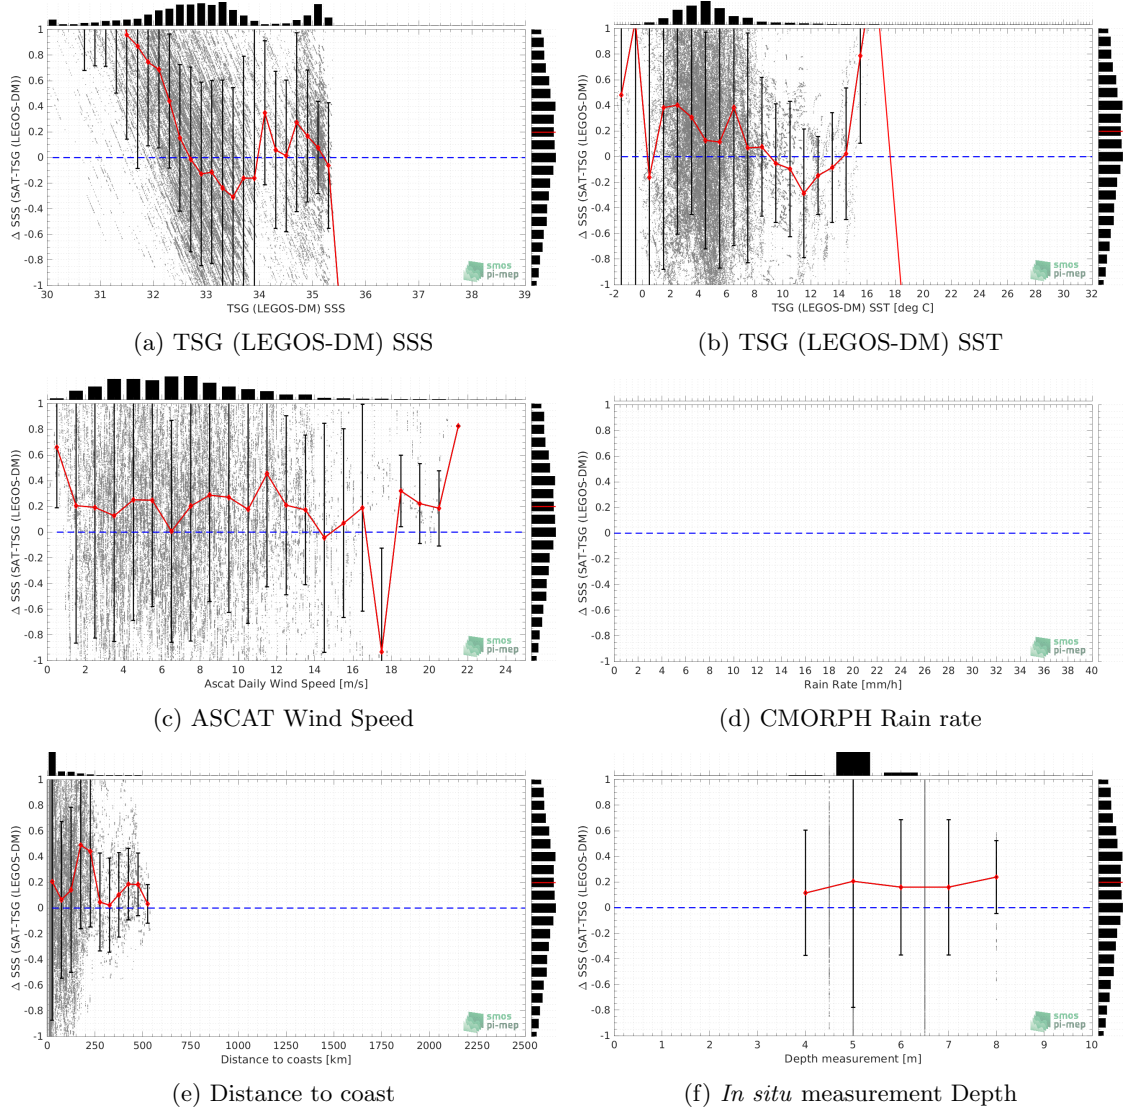 1
0.8
0.6
0.4
0.2
0
-0.2
-0.4
-0.6
-0.8
-1
Δ SSS (SAT-TSG (LEGOS-DM))
30 31 32 33 34 35 36 37 38 39
TSG (LEGOS-DM) SSS
smos
pi-mep
(a) TSG (LEGOS-DM) SSS
1
0.8
0.6
0.4
0.2
0
-0.2
-0.4
-0.6
-0.8
-1
Δ SSS (SAT-TSG (LEGOS-DM))
-2 0 2 4 6 8 10 12 14 16 18 20 22 24 26 28 30 32
TSG (LEGOS-DM) SST [deg C]
smos
pi-mep
(b) TSG (LEGOS-DM) SST
1
0.8
0.6
0.4
0.2
0
-0.2
-0.4
-0.6
-0.8
-1
Δ SSS (SAT-TSG (LEGOS-DM))
0 2 4 6 8 10 12 14 16 18 20 22 24
Ascat Daily Wind Speed [m/s]
smos
pi-mep
(c) ASCAT Wind Speed
1
0.8
0.6
0.4
0.2
0
-0.2
-0.4
-0.6
-0.8
-1
Δ SSS (SAT-TSG (LEGOS-DM))
0 2 4 6 8 10 12 14 16 18 20 22 24 26 28 30 32 34 36 38 40
Rain Rate [mm/h]
smos
pi-mep
(d) CMORPH Rain rate
1
0.8
0.6
0.4
0.2
0
-0.2
-0.4
-0.6
-0.8
-1
Δ SSS (SAT-TSG (LEGOS-DM))
0 250 500 750 1000 1250 1500 1750 2000 2250 2500
Distance to coasts [km]
smos
pi-mep
(e) Distance to coast
1
0.8
0.6
0.4
0.2
0
-0.2
-0.4
-0.6
-0.8
-1
Δ SSS (SAT-TSG (LEGOS-DM))
0 1 2 3 4 5 6 7 8 9 10
Depth measurement [m]
smos
pi-mep
(f) In situ measurement Depth